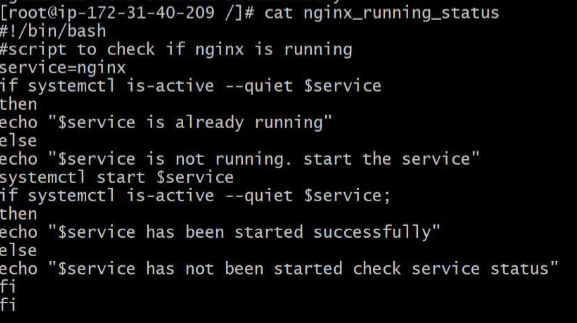 [root@ip-172-31-40-209 /]# cat nginx_running_status
#!/bin/bash
#script to check if nginx is running
service=nginx
if systemctl is-active --quiet $service
then
echo "$service is already running"
else
echo "$service is not running. start the service"
systemctl start $service
if systemctl is-active --quiet $service;
then
echo "$service has been started successfully"
else
echo "$service has not been started check service status"
fi
fi